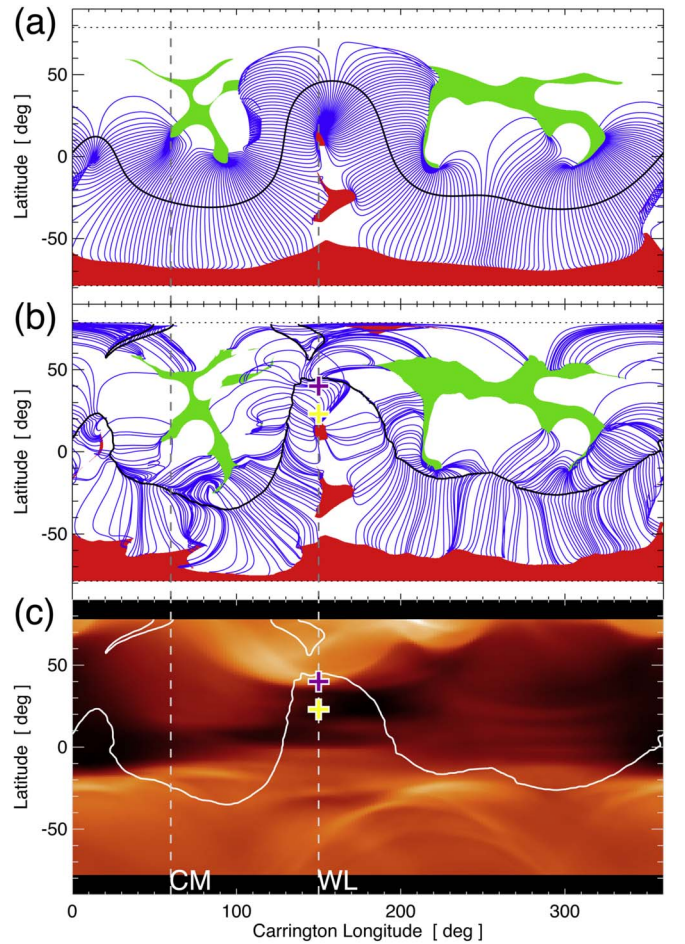 (a)
50
0
-50
Latitude [ deg ]
(b)
50
0
-50
Latitude [ deg ]
(c)
50
0
-50
Latitude [ deg ]
CM
WL
0
100
200
300
Carrington Longitude [ deg ]